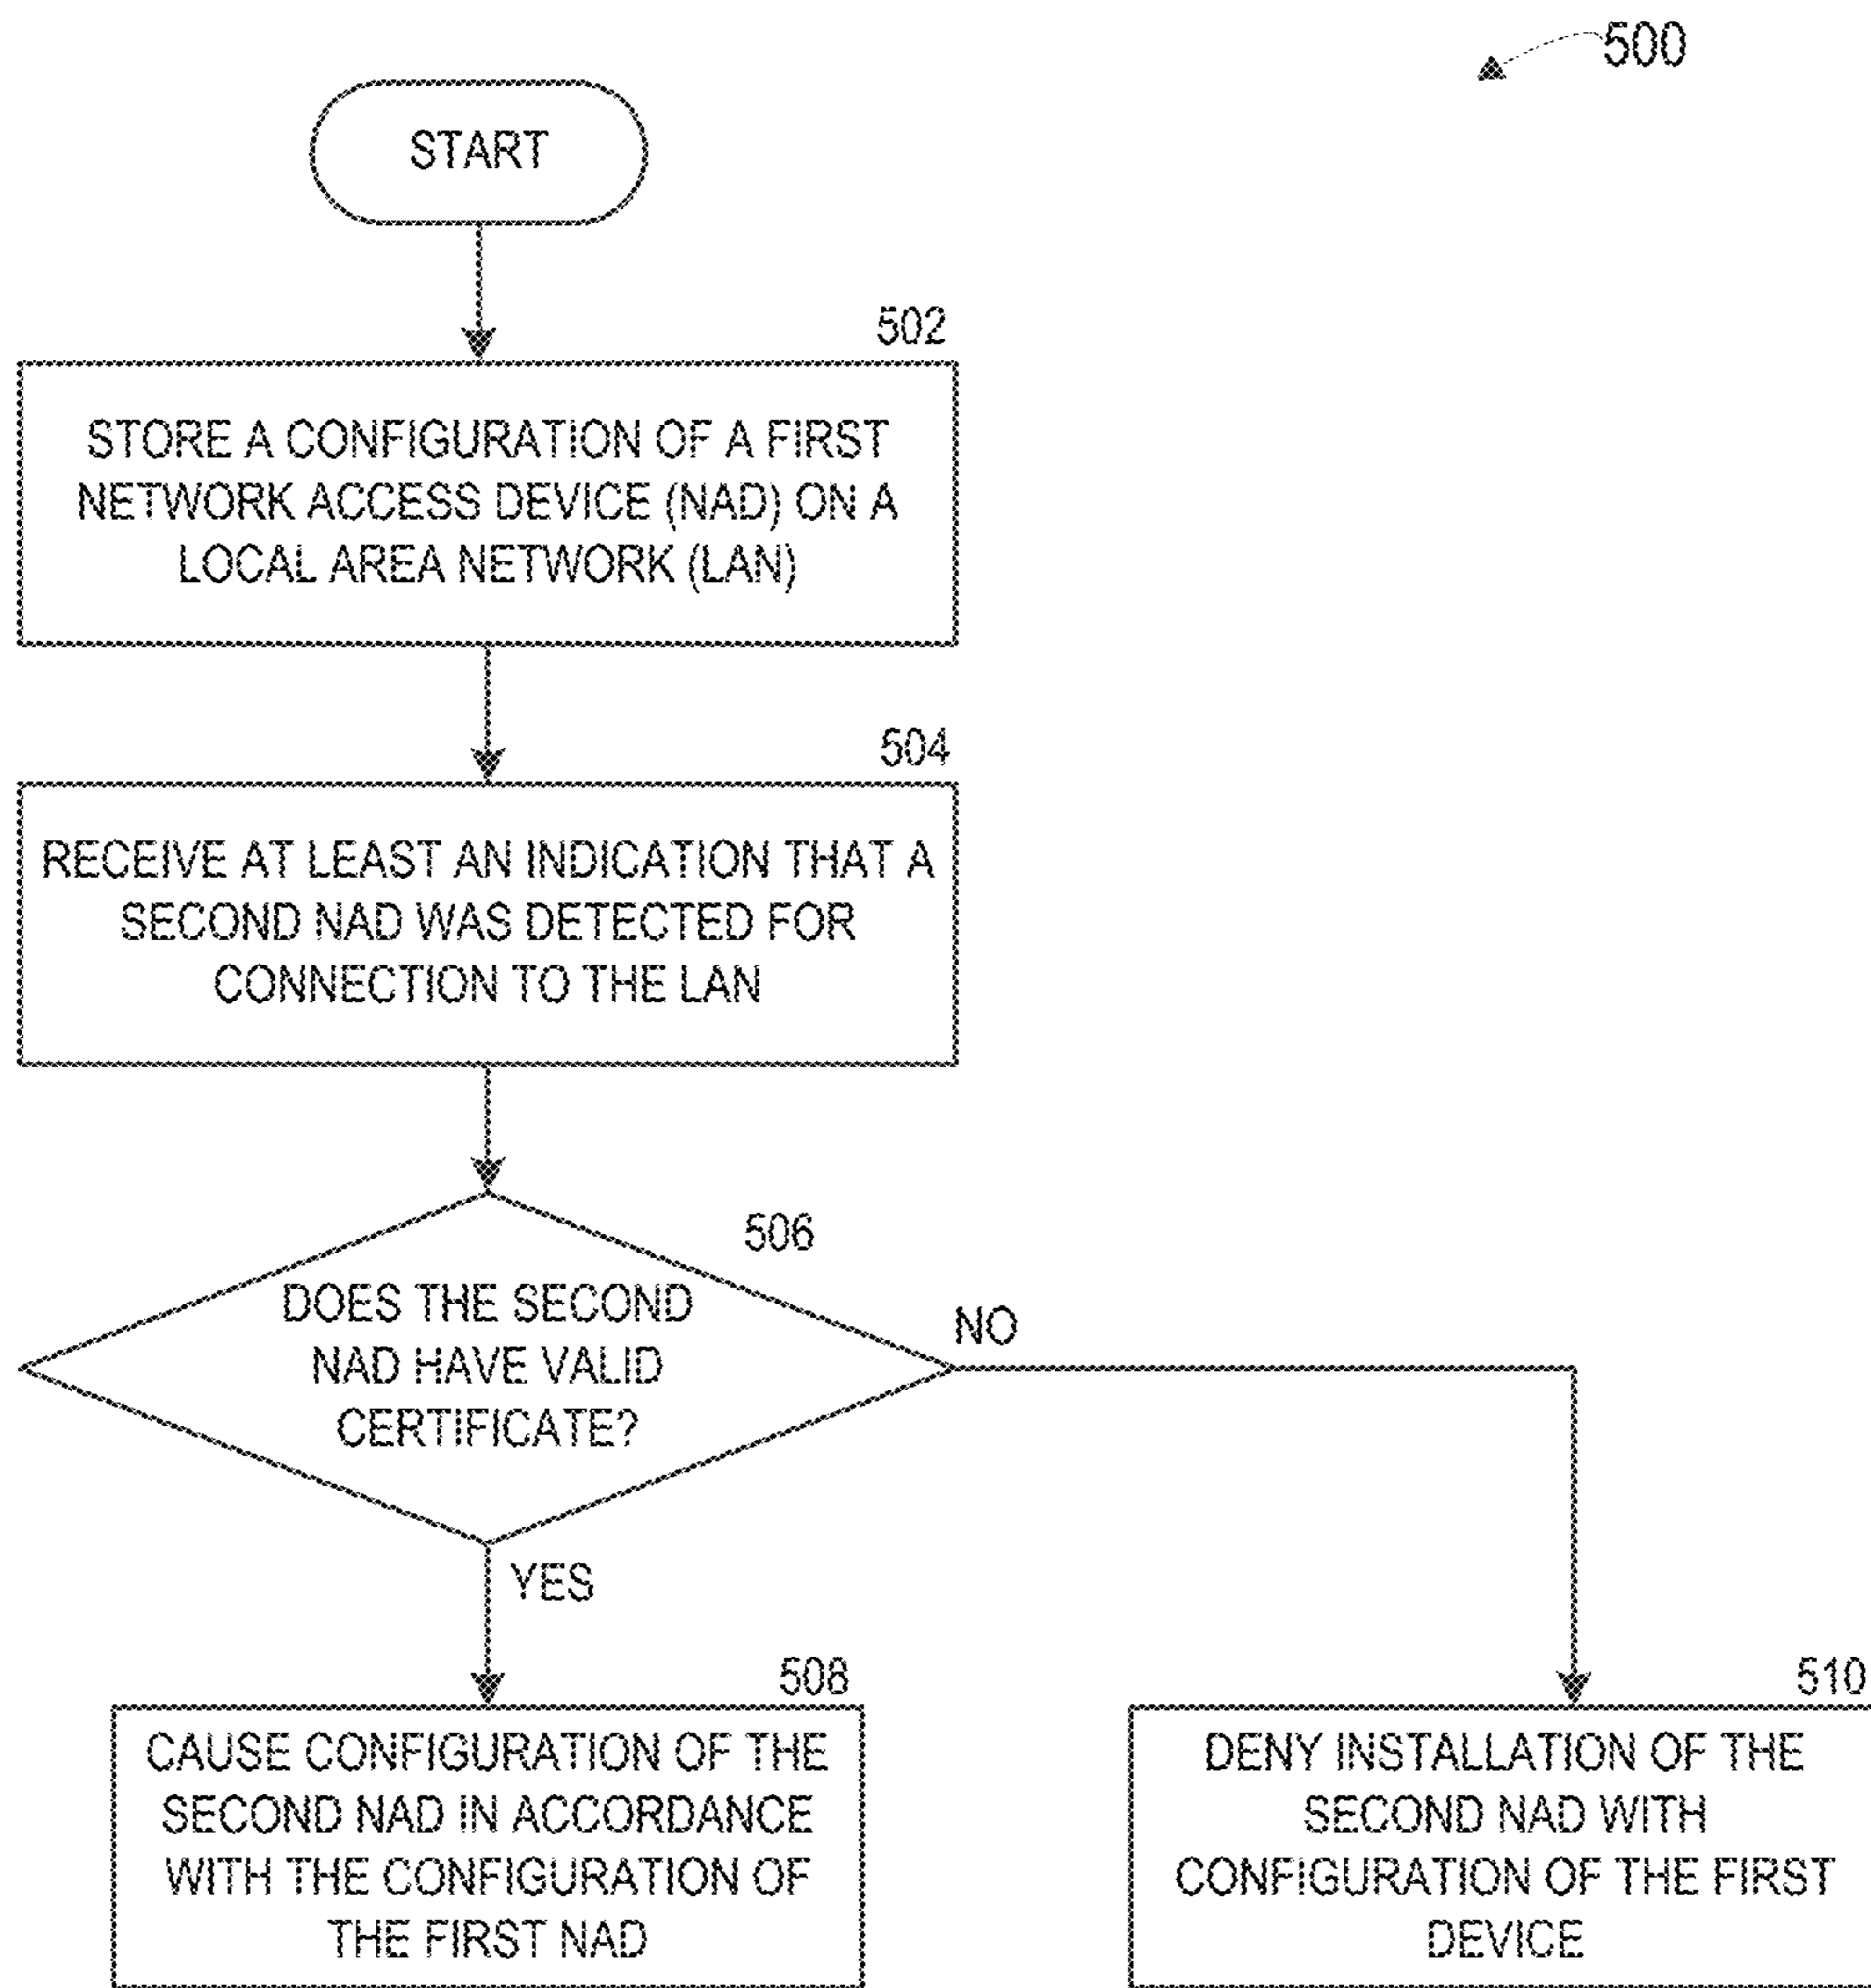 500
START
502
STORE A CONFIGURATION OF A FIRST
NETWORK ACCESS DEVICE (NAD) ON A
LOCAL AREA NETWORK (LAN)
504
RECEIVE AT LEAST AN INDICATION THAT A
SECOND NAD WAS DETECTED FOR
CONNECTION TO THE LAN
506
DOES THE SECOND
NAD HAVE VALID
CERTIFICATE?
NO
YES
508
CAUSE CONFIGURATION OF THE
SECOND NAD IN ACCORDANCE
WITH THE CONFIGURATION OF
THE FIRST NAD
510
DENY INSTALLATION OF THE
SECOND NAD WITH
CONFIGURATION OF THE FIRST
DEVICE